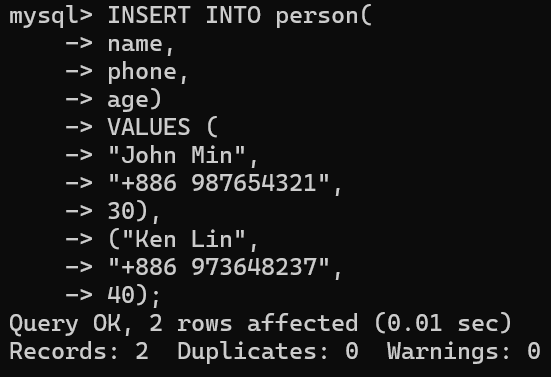 mysql> INSERT INTO person(
    -> name,
    -> phone,
    -> age)
    -> VALUES (
    -> "John Min",
    -> "+886 987654321",
    -> 30),
    -> ("Ken Lin",
    -> "+886 973648237",
    -> 40);
Query OK, 2 rows affected (0.01 sec)
Records: 2  Duplicates: 0  Warnings: 0